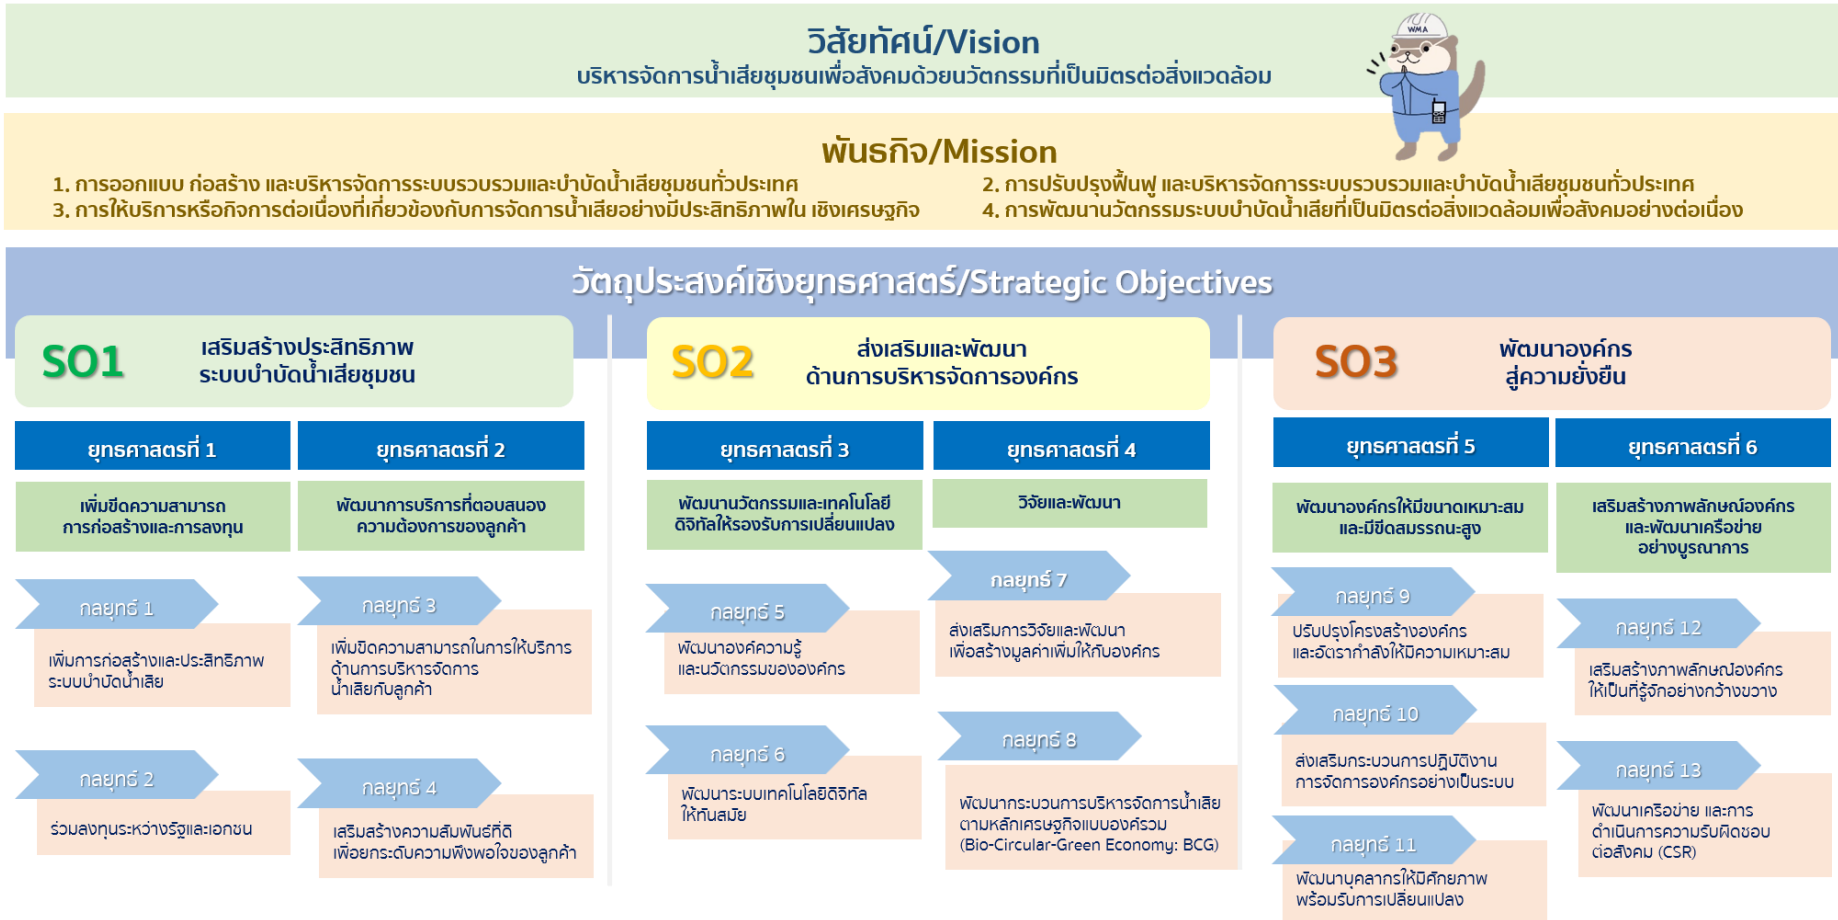 วิสัยทัศน์/Vision
บริหารจัดการน้ำเสียชุมชนเพื่อสังคมด้วยนวัตกรรมที่เป็นมิตรต่อสิ่งแวดล้อม
WMA
พันธกิจ/Mission
1. การออกแบบ ก่อสร้าง และบริหารจัดการระบบรวบรวมและบำบัดน้ำเสียชุมชนทั่วประเทศ
2. การปรับปรุงฟื้นฟู และบริหารจัดการระบบรวบรวมและบำบัดน้ำเสียชุมชนทั่วประเทศ
3. การให้บริการหรือกิจการต่อเนื่องที่เกี่ยวข้องกับการจัดการน้ำเสียอย่างมีประสิทธิภาพใน เชิงเศรษฐกิจ
4. การพัฒนานวัตกรรมระบบบำบัดน้ำเสียที่เป็นมิตรต่อสิ่งแวดล้อมเพื่อสังคมอย่างต่อเนื่อง
วัตถุประสงค์เชิงยุทธศาสตร์/Strategic Objectives
SO1
เสริมสร้างประสิทธิภาพ
ระบบบำบัดน้ำเสียชุมชน
ยุทธศาสตรที่ 1
เพิ่มขีดความสามารถ
การก่อสร้างและการลงทุน
กลยุทธ์ 1
เพิ่มการก่อสร้างและประสิทธิภาพ
ระบบบำบัดน้ำเสีย
กลยุทธ์ 2
ร่วมลงทุนระหว่างรัฐและเอกชน
ยุทธศาสตรที่ 2
พัฒนาการบริการที่ตอบสนอง
ความต้องการของลูกค้า
กลยุทธ์ 3
เพิ่มขีดความสามารถในการให้บริการ
ด้านการบริหารจัดการ
น้ำเสียกับลูกค้า
กลยุทธ์ 4
เสริมสร้างความสัมพันธ์ที่ดี
เพื่อยกระดับความพึงพอใจของลูกค้า
SO2
ส่งเสริมและพัฒนา
ด้านการบริหารจัดการองค์กร
ยุทธศาสตรที่ 3
พัฒนานวัตกรรมและเทคโนโลยี
ดิจิทัลให้รองรับการเปลี่ยนแปลง
กลยุทธ์ 5
พัฒนาองค์ความรู้
และนวัตกรรมขององค์กร
กลยุทธ์ 6
พัฒนาระบบเทคโนโลยีดิจิทัล
ให้ทันสมัย
ยุทธศาสตรที่ 4
วิจัยและพัฒนา
กลยุทธ์ 7
ส่งเสริมการวิจัยและพัฒนา
เพื่อสร้างมูลค่าเพิ่มให้กับองค์กร
กลยุทธ์ 8
พัฒนากระบวนการบริหารจัดการน้ำเสีย
ตามหลักเศรษฐกิจแบบองค์รวม
(Bio-Circular-Green Economy: BCG)
SO3
พัฒนาองค์กร
สู่ความยั่งยืน
ยุทธศาสตรที่ 5
พัฒนาองค์กรให้มีขนาดเหมาะสม
และมีขีดสมรรถนะสูง
กลยุทธ์ 9
ปรับปรุงโครงสร้างองค์กร
และอัตรากำลังให้มีความเหมาะสม
กลยุทธ์ 10
ส่งเสริมกระบวนการปฏิบัติงาน
การจัดการองค์กรอย่างเป็นระบบ
กลยุทธ์ 11
พัฒนาบุคลากรให้มีศักยภาพ
พร้อมรับการเปลี่ยนแปลง
ยุทธศาสตรที่ 6
เสริมสร้างภาพลักษณ์องค์กร
และพัฒนาเครือข่าย
อย่างบูรณาการ
กลยุทธ์ 12
เสริมสร้างภาพลักษณ์องค์กร
ให้เป็นที่รู้จักอย่างกว้างขวาง
กลยุทธ์ 13
พัฒนาเครือข่าย และการ
ดำเนินการความรับผิดชอบ
ต่อสังคม (CSR)